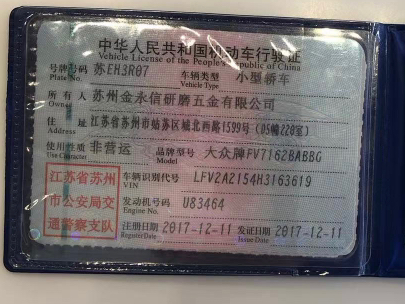 中华人民共和国机动车行驶证
Vehicle License of the People's Republic of China
号牌号码 苏EH3R07 车辆类型 小型轿车
Plate No. Vehicle Type
所有人 苏州金永信研磨五金有限公司
Owner
住址 江苏省苏州市姑苏区城北西路1599号（05幢228室）
Address
使用性质 非营运 品牌型号 大众牌FV7162BABBG
Use Character Model
江苏省苏州市公安局交通警察支队
车辆识别代号 LFV2A2154H3163619
VIN
发动机号码 U83464
Engine No.
注册日期 2017-12-11 发证日期 2017-12-11
Register Date Issue Date